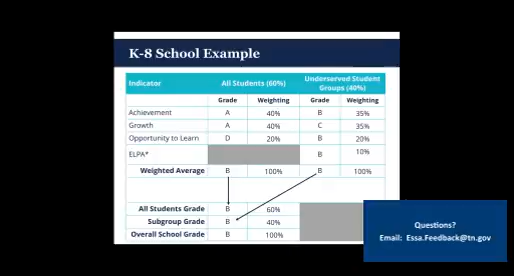 K-8 School Example
Indicator All Students (60%) Underserved Student Groups (40%)
Grade Weighting Grade Weighting
Achievement A 40% B 35%
Growth A 40% C 35%
Opportunity to Learn D 20% B 20%
ELPA* B 10%
Weighted Average B 100% B 100%
All Students Grade B 60%
Subgroup Grade B 40%
Overall School Grade B 100%
Questions?
Email: Essa.Feedback@tn.gov